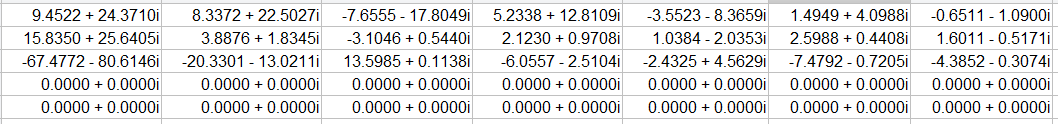 9.4522 + 24.3710i 8.3372 + 22.5027i -7.6555 - 17.8049i 5.2338 + 12.8109i -3.5523 - 8.3659i 1.4949 + 4.0988i -0.6511 - 1.0900i
15.8350 + 25.6405i 3.8876 + 1.8345i -3.1046 + 0.5440i 2.1230 + 0.9708i 1.0384 - 2.0353i 2.5988 + 0.4408i 1.6011 - 0.5171i
-67.4772 - 80.6146i -20.3301 - 13.0211i 13.5985 + 0.1138i -6.0557 - 2.5104i -2.4325 + 4.5629i -7.4792 - 0.7205i -4.3852 - 0.3074i
0.0000 + 0.0000i 0.0000 + 0.0000i 0.0000 + 0.0000i 0.0000 + 0.0000i 0.0000 + 0.0000i 0.0000 + 0.0000i 0.0000 + 0.0000i
0.0000 + 0.0000i 0.0000 + 0.0000i 0.0000 + 0.0000i 0.0000 + 0.0000i 0.0000 + 0.0000i 0.0000 + 0.0000i 0.0000 + 0.0000i